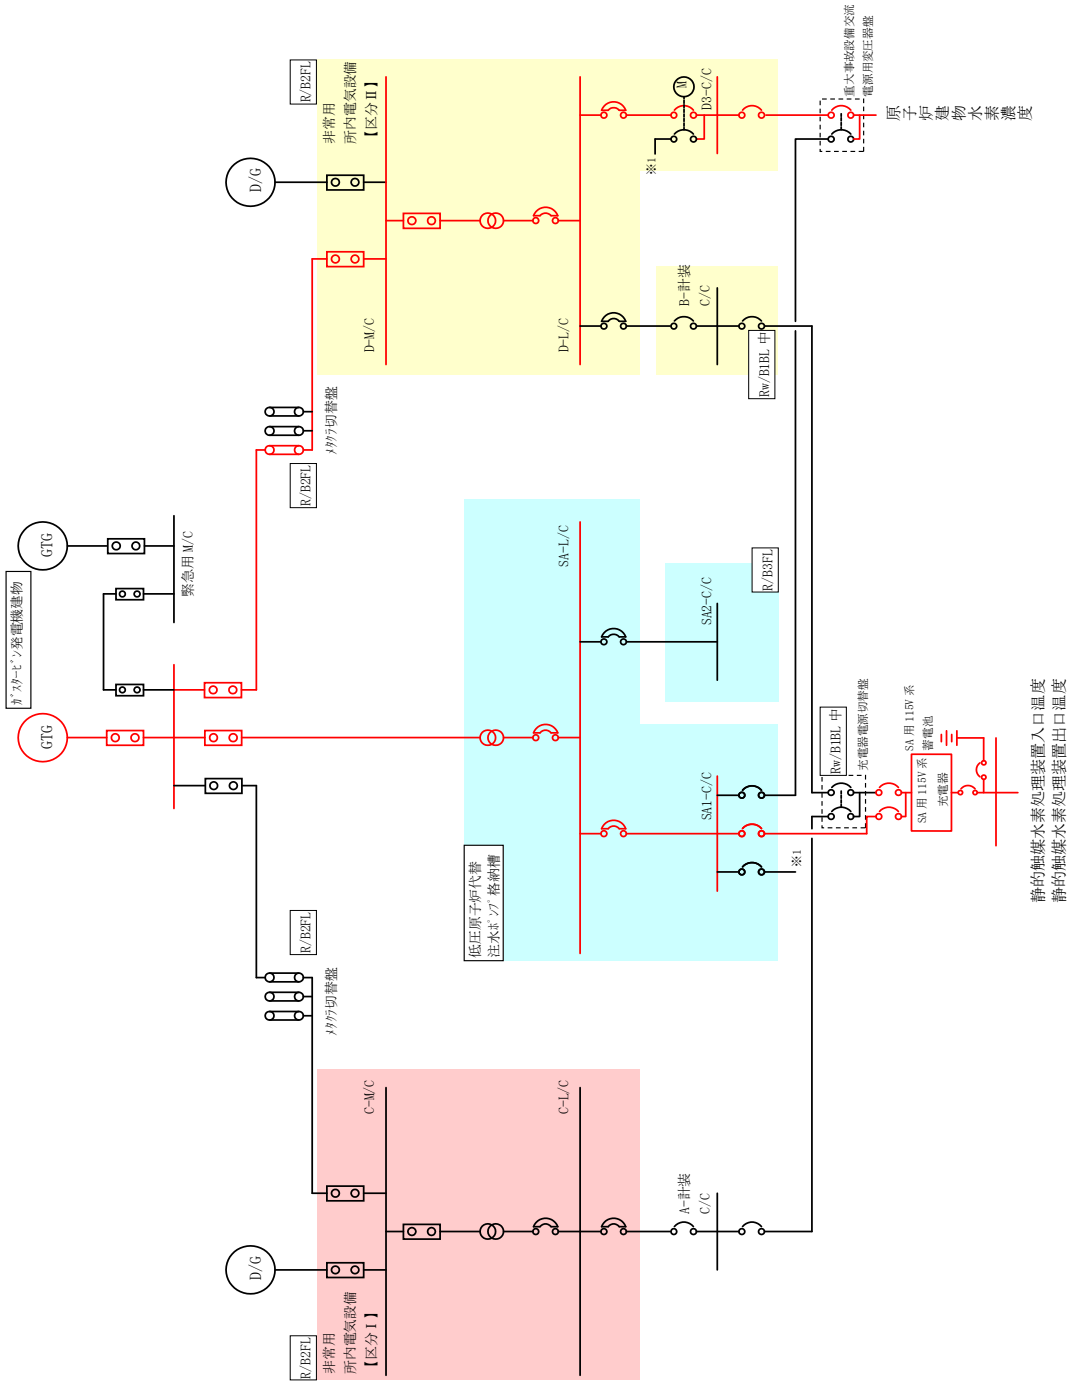 R/B2FL
非常用
所内電気設備
【区分Ⅱ】
D/G
D-M/C
D-L/C
M
D3-C/C
※1
重大事故設備交流
電源用変圧器盤
原子炉建物水素濃度
B-計装
C/C
Rw/B1BL 中
ﾒﾀｸﾗ切替盤
R/B2FL
GTG
緊急用 M/C
ｶﾞｽﾀｰﾋﾞﾝ発電機建物
GTG
SA-L/C
SA2-C/C
R/B3FL
SA1-C/C
※1
低圧原子炉代替
注水ﾎﾟﾝﾌﾟ格納槽
Rw/B1BL 中
充電器電源切替盤
SA 用 115V 系
蓄電池
SA 用 115V 系
充電器
静的触媒水素処理装置入口温度
静的触媒水素処理装置出口温度
R/B2FL
ﾒﾀｸﾗ切替盤
C-M/C
C-L/C
A-計装
C/C
D/G
R/B2FL
非常用
所内電気設備
【区分Ⅰ】